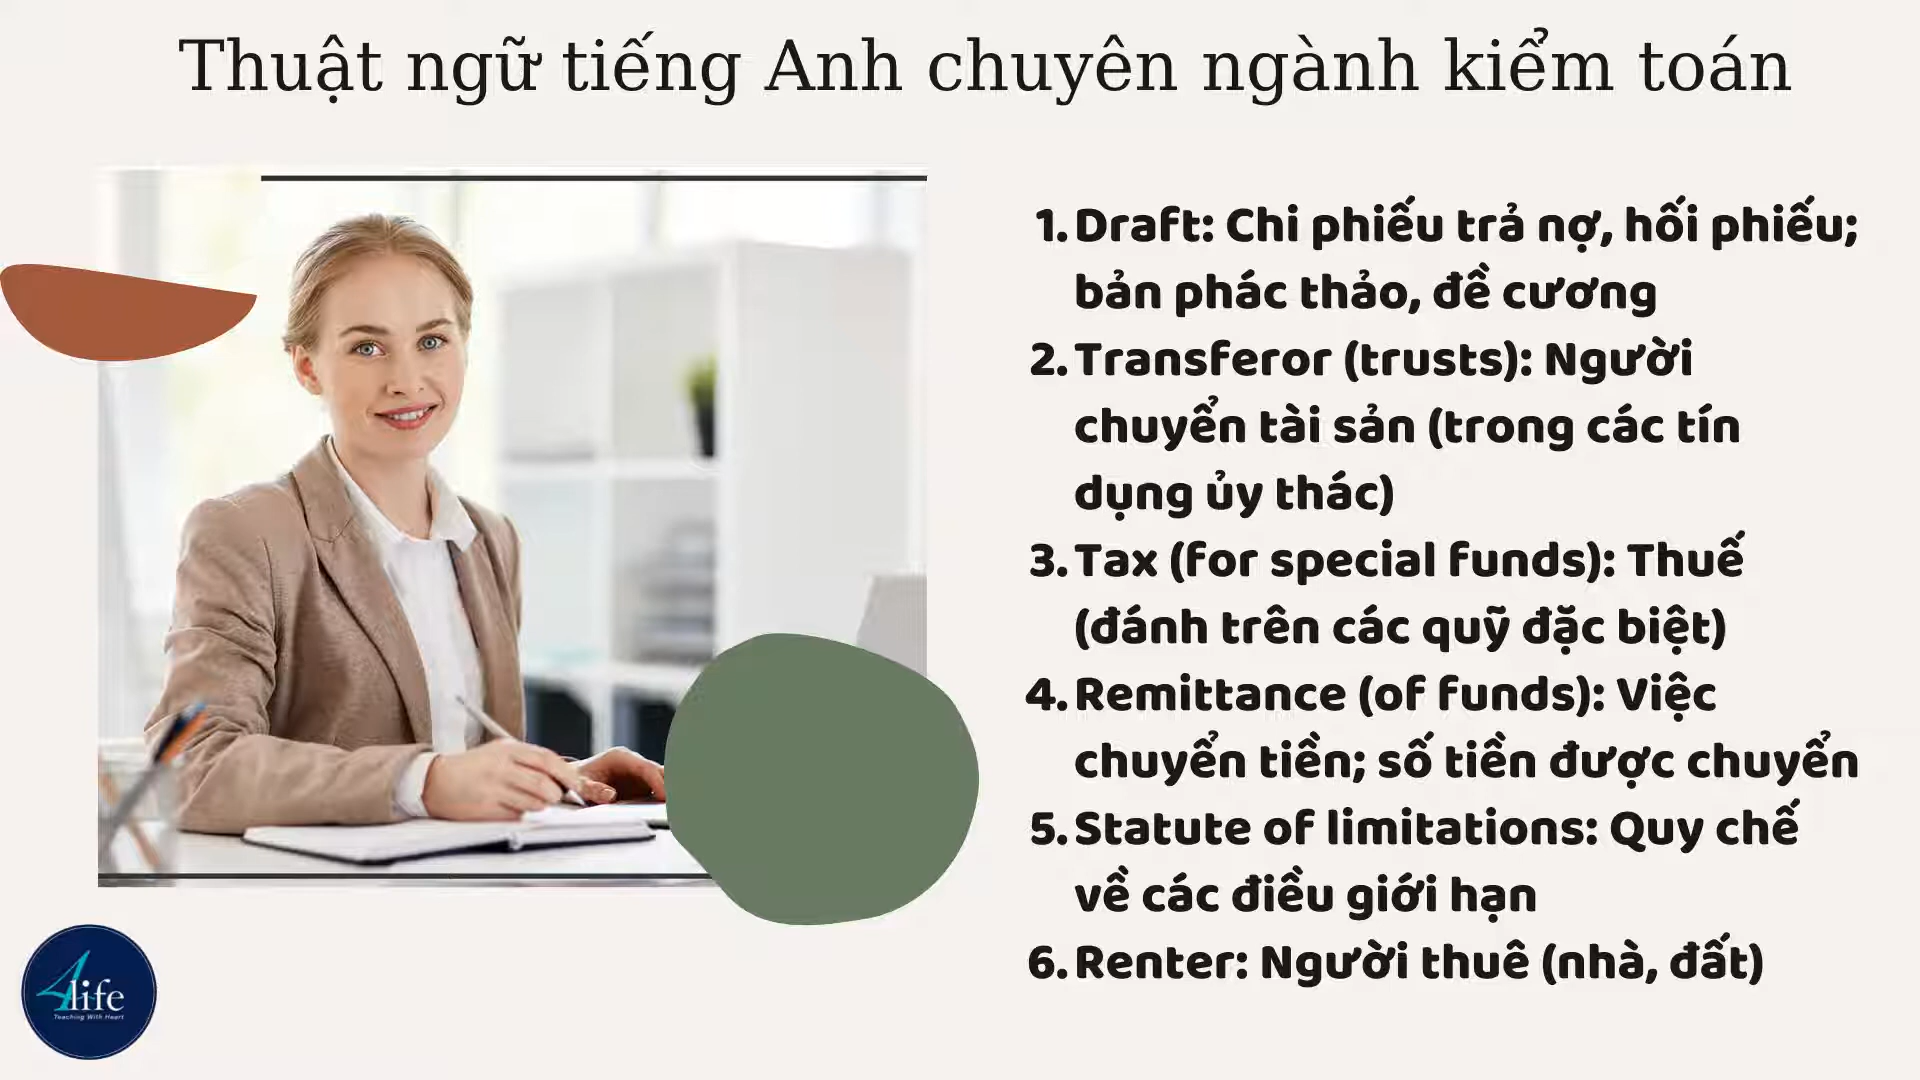 Thuật ngữ tiếng Anh chuyên ngành kiểm toán
1. Draft: Chi phiếu trả nợ, hối phiếu;
bản phác thảo, đề cương
2. Transferor (trusts): Người
chuyển tài sản (trong các tín
dụng ủy thác)
3. Tax (for special funds): Thuế
(đánh trên các quỹ đặc biệt)
4. Remittance (of funds): Việc
chuyển tiền; số tiền được chuyển
5. Statute of limitations: Quy chế
về các điều giới hạn
6. Renter: Người thuê (nhà, đất)
4life
Teaching With Heart